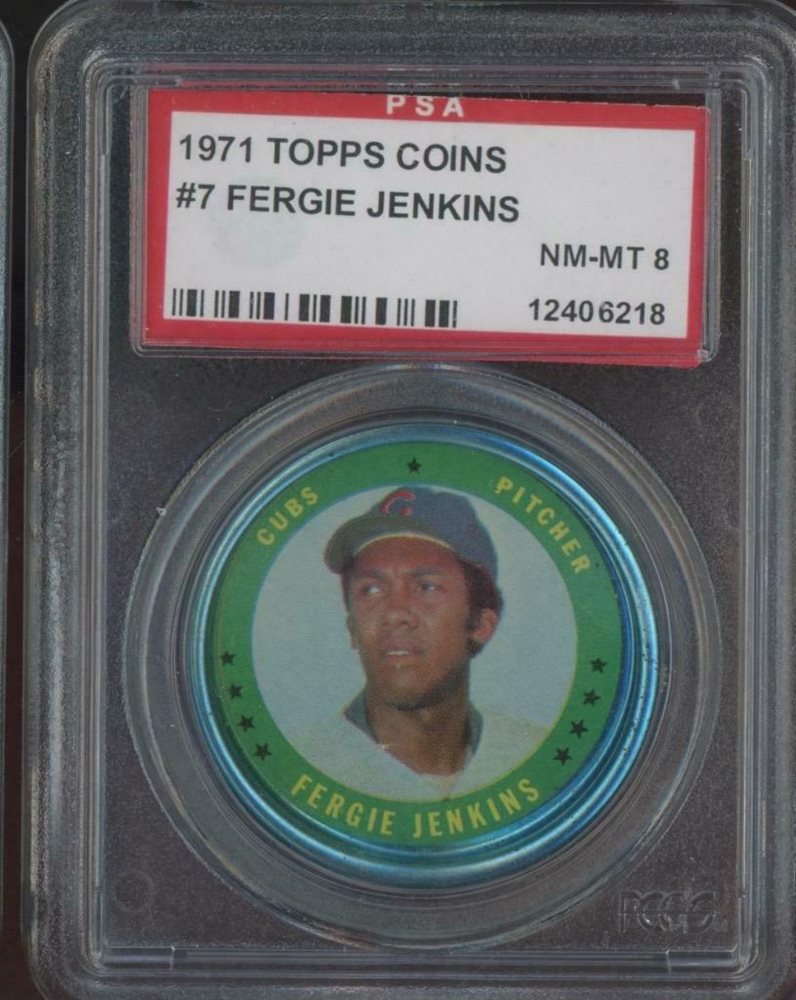 PSA
1971 TOPPS COINS
#7 FERGIE JENKINS
NM-MT 8
12406218
CUBS
PITCHER
C
FERGIE JENKINS
PCGS